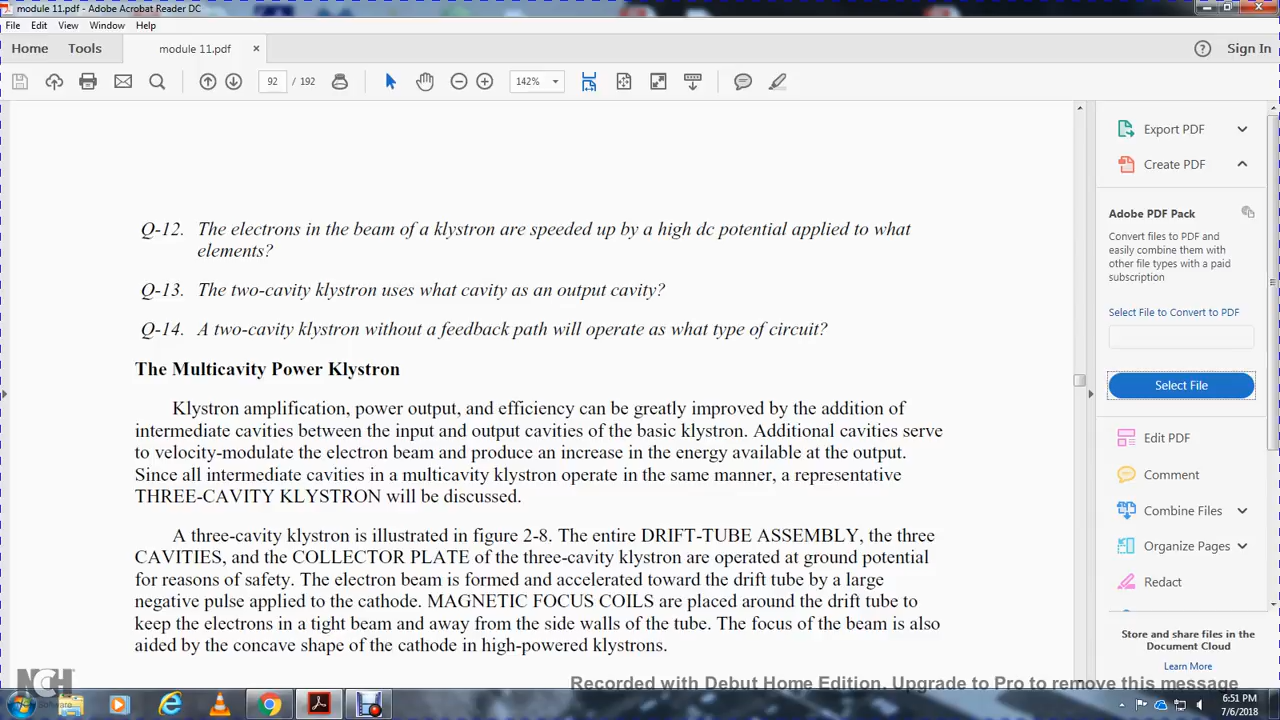 module 11.pdf - Adobe Acrobat Reader DC
File Edit View Window Help
Home Tools module 11.pdf × Sign In
92 / 192 142%
Q-12. The electrons in the beam of a klystron are speeded up by a high dc potential applied to what
elements?
Q-13. The two-cavity klystron uses what cavity as an output cavity?
Q-14. A two-cavity klystron without a feedback path will operate as what type of circuit?
The Multicavity Power Klystron
Klystron amplification, power output, and efficiency can be greatly improved by the addition of
intermediate cavities between the input and output cavities of the basic klystron. Additional cavities serve
to velocity-modulate the electron beam and produce an increase in the energy available at the output.
Since all intermediate cavities in a multicavity klystron operate in the same manner, a representative
THREE-CAVITY KLYSTRON will be discussed.
A three-cavity klystron is illustrated in figure 2-8. The entire DRIFT-TUBE ASSEMBLY, the three
CAVITIES, and the COLLECTOR PLATE of the three-cavity klystron are operated at ground potential
for reasons of safety. The electron beam is formed and accelerated toward the drift tube by a large
negative pulse applied to the cathode. MAGNETIC FOCUS COILS are placed around the drift tube to
keep the electrons in a tight beam and away from the side walls of the tube. The focus of the beam is also
aided by the concave shape of the cathode in high-powered klystrons.
Export PDF
Create PDF
Adobe PDF Pack
Convert files to PDF and
easily combine them with
other file types with a paid
subscription
Select File to Convert to PDF
Select File
Edit PDF
Comment
Combine Files
Organize Pages
Redact
Store and share files in the
Document Cloud
Learn More
NCH
Software
Recorded with Debut Home Edition. Upgrade to Pro to remove this message
6:51 PM
7/6/2018